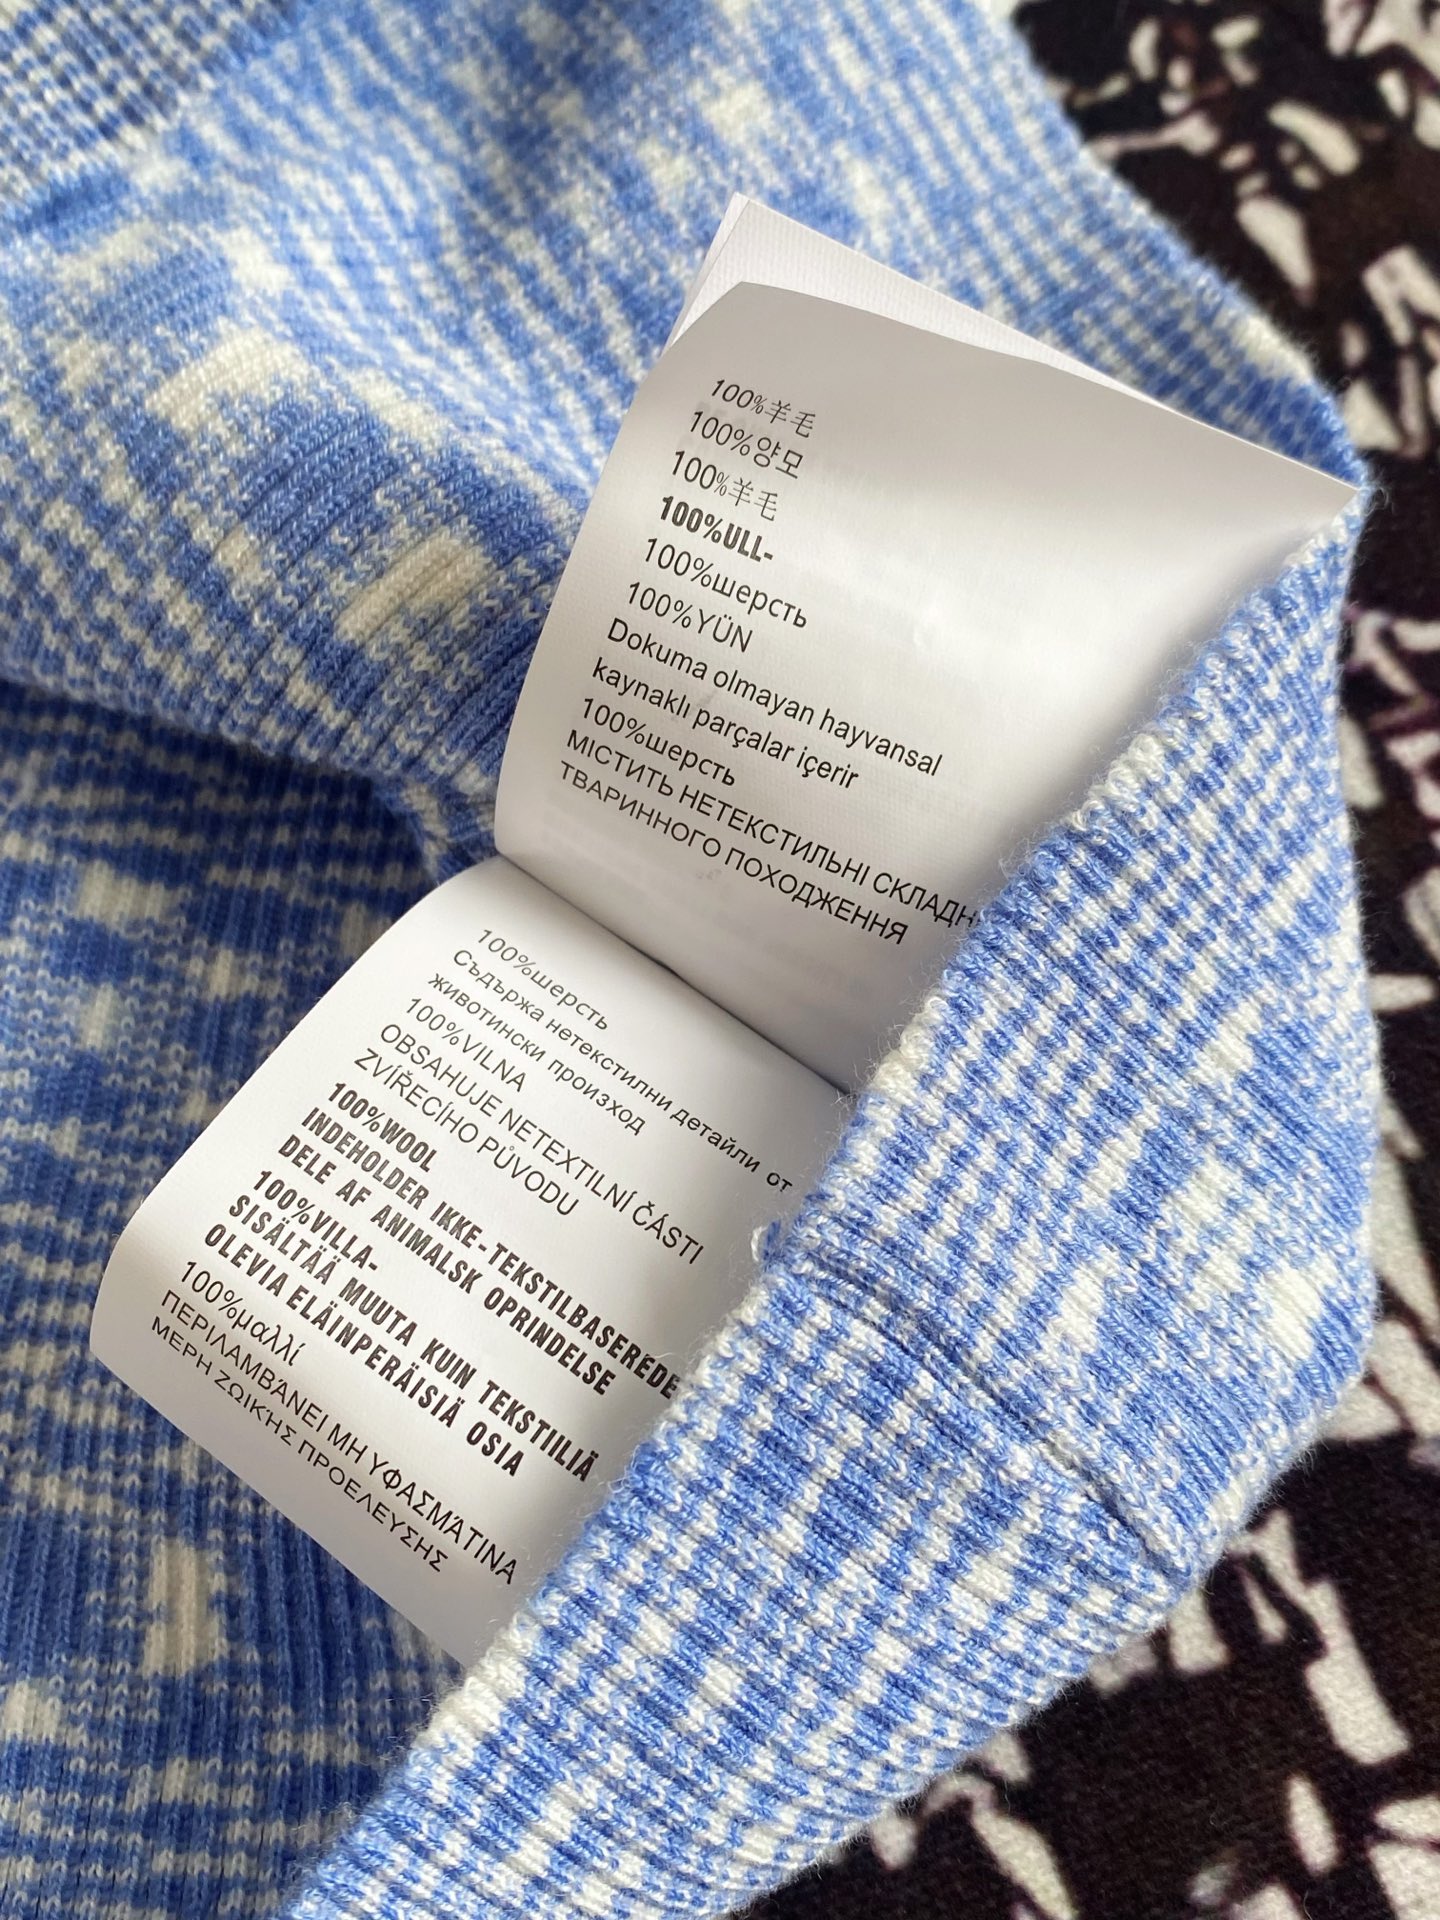 100%羊毛
100%양모
100%羊毛
100%ULL-
100%шерсть
100%YÜN
Dokuma olmayan hayvansal
kaynaklı parçalar içerir
100%шерсть
МІСТИТЬ НЕТЕКСТИЛЬНІ СКЛАДН
ТВАРИННОГО ПОХОДЖЕННЯ
100%шерсть
Съдържа нетекстилни детайли от
животински произход
100%VILNA
OBSAHUJE NETEXTILNÍ ČÁSTI
ZVÍŘECÍHO PŮVODU
100%WOOL
INDEHOLDER IKKE-TEKSTILBASEREDE
DELE AF ANIMALSK OPRINDELSE
100%VILLA-
SISÄLTÄÄ MUUTA KUIN TEKSTIILIÄ
OLEVIA ELÄINPERÄISIÄ OSIA
100%μαλλί
ΠΕΡΙΛΑΜΒΆΝΕΙ ΜΗ ΥΦΑΣΜΆΤΙΝΑ
ΜΕΡΗ ΖΩΙΚΉΣ ΠΡΟΕΛΕΥΣΗΣ